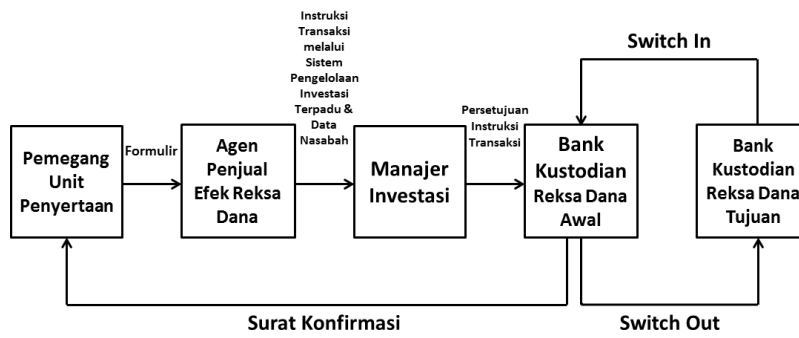 Pemegang
Unit
Penyertaan
Formulir
Agen
Penjual
Efek Reksa
Dana
Instruksi
Transaksi
melalui
Sistem
Pengelolaan
Investasi
Terpadu &
Data
Nasabah
Manajer
Investasi
Persetujuan
Instruksi
Transaksi
Bank
Kustodian
Reksa Dana
Awal
Switch In
Bank
Kustodian
Reksa Dana
Tujuan
Surat Konfirmasi
Switch Out